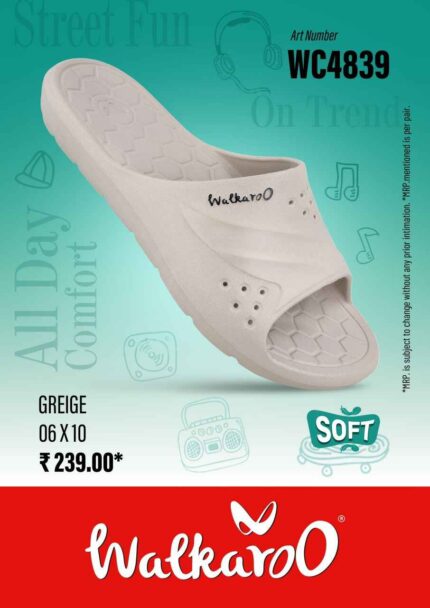 Street Fun
Art Number
WC4839
On Trend
WalkaroO
All Day
Comfort
*MRP. is subject to change without any prior intimation. *MRP.mentioned is per pair.
GREIGE
06 X 10
₹ 239.00*
SOFT
WalkaroO®